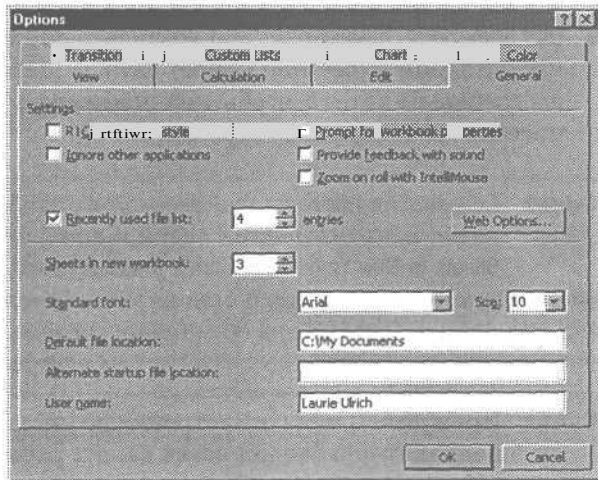 Options
Transition Custom Lists Chart Color
View Calculation Edit General
Settings
R1C style Prompt for workbook p perties
Ignore other applications Provide feedback with sound
Zoom on roll with IntelliMouse
Recently used file list: 4 entries Web Options...
Sheets in new workbook: 3
Standard font: Arial Size: 10
Default file location: C:\My Documents
Alternate startup file location:
User name: Laurie Ulrich
OK Cancel